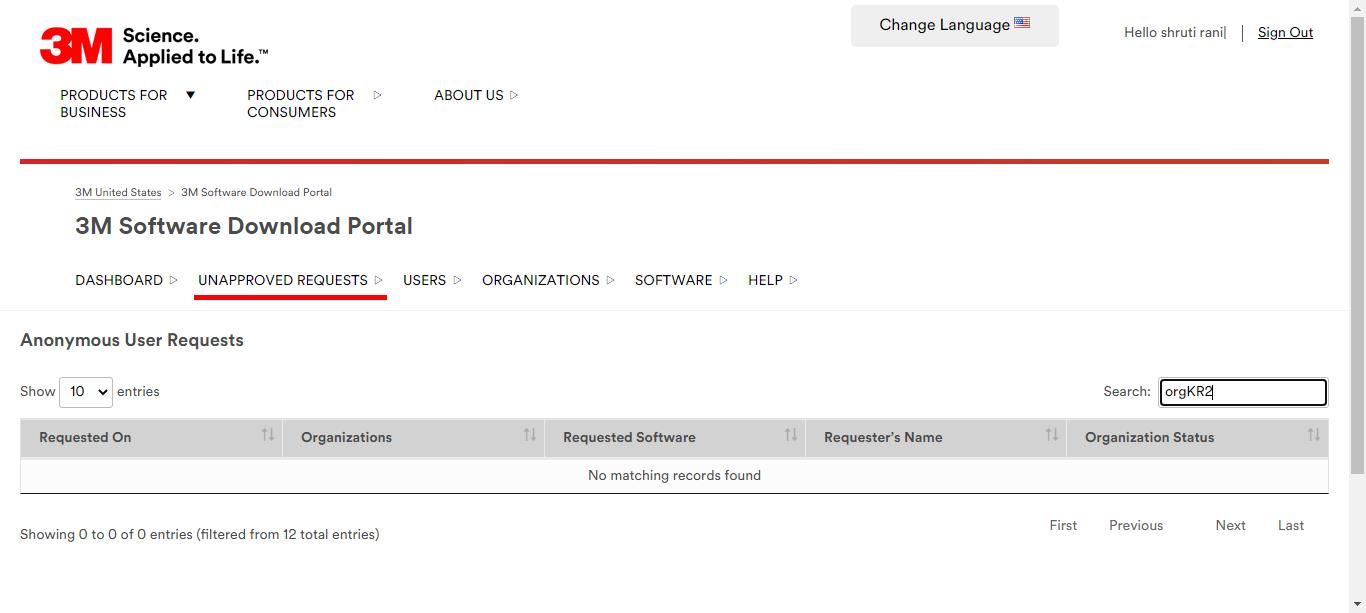 3M Science.
Applied to Life.™
Change Language
Hello shruti rani| | Sign Out
PRODUCTS FOR BUSINESS
PRODUCTS FOR CONSUMERS
ABOUT US
3M United States > 3M Software Download Portal
3M Software Download Portal
DASHBOARD UNAPPROVED REQUESTS USERS ORGANIZATIONS SOFTWARE HELP
Anonymous User Requests
Show 10 entries
Search: orgKR2
Requested On Organizations Requested Software Requester's Name Organization Status
No matching records found
Showing 0 to 0 of 0 entries (filtered from 12 total entries)
First Previous Next Last